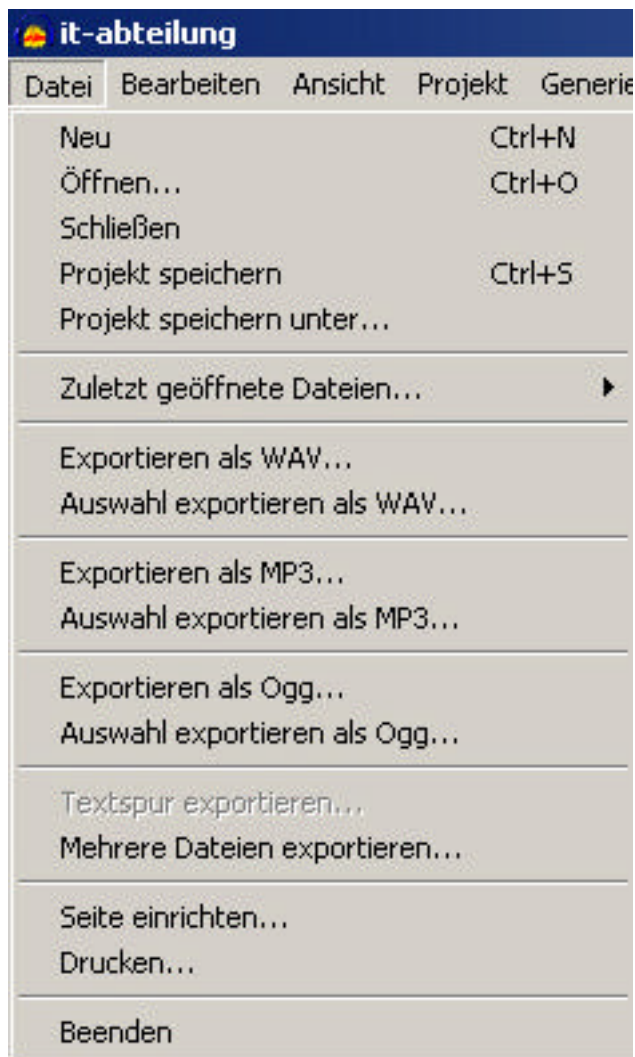 it-abteilung
Datei Bearbeiten Ansicht Projekt Generie
Neu Ctrl+N
Öffnen... Ctrl+O
Schließen
Projekt speichern Ctrl+S
Projekt speichern unter...
Zuletzt geöffnete Dateien...
Exportieren als WAV...
Auswahl exportieren als WAV...
Exportieren als MP3...
Auswahl exportieren als MP3...
Exportieren als Ogg...
Auswahl exportieren als Ogg...
Textspur exportieren...
Mehrere Dateien exportieren...
Seite einrichten...
Drucken...
Beenden